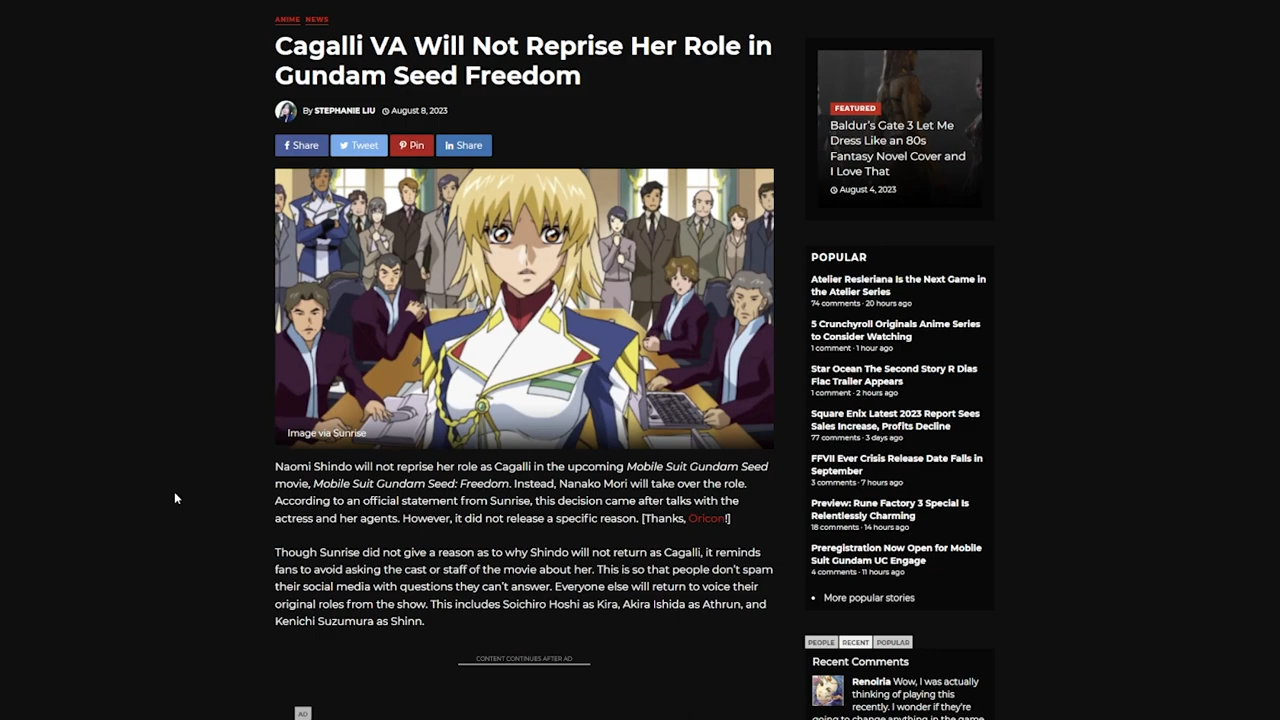 ANIME NEWS
Cagalli VA Will Not Reprise Her Role in
Gundam Seed Freedom
By STEPHANIE LIU August 8, 2023
Share Tweet Pin Share
Image via Sunrise
Naomi Shindo will not reprise her role as Cagalli in the upcoming Mobile Suit Gundam Seed
movie, Mobile Suit Gundam Seed: Freedom. Instead, Nanako Mori will take over the role.
According to an official statement from Sunrise, this decision came after talks with the
actress and her agents. However, it did not release a specific reason. [Thanks, Oricon!]
Though Sunrise did not give a reason as to why Shindo will not return as Cagalli, it reminds
fans to avoid asking the cast or staff of the movie about her. This is so that people don't spam
their social media with questions they can't answer. Everyone else will return to voice their
original roles from the show. This includes Soichiro Hoshi as Kira, Akira Ishida as Athrun, and
Kenichi Suzumura as Shinn.
CONTENT CONTINUES AFTER AD
AD
FEATURED
Baldur's Gate 3 Let Me
Dress Like an 80s
Fantasy Novel Cover and
I Love That
August 4, 2023
POPULAR
Atelier Resleriana Is the Next Game in
the Atelier Series
74 comments · 20 hours ago
5 Crunchyroll Originals Anime Series
to Consider Watching
1 comment · 1 hour ago
Star Ocean The Second Story R Dias
Flac Trailer Appears
1 comment · 2 hours ago
Square Enix Latest 2023 Report Sees
Sales Increase, Profits Decline
77 comments · 3 days ago
FFVII Ever Crisis Release Date Falls in
September
3 comments · 7 hours ago
Preview: Rune Factory 3 Special Is
Relentlessly Charming
18 comments · 14 hours ago
Preregistration Now Open for Mobile
Suit Gundam UC Engage
4 comments · 11 hours ago
More popular stories
PEOPLE RECENT POPULAR
Recent Comments
Renoiria Wow, I was actually
thinking of playing this
recently. I wonder if they're
going to change anything in the game